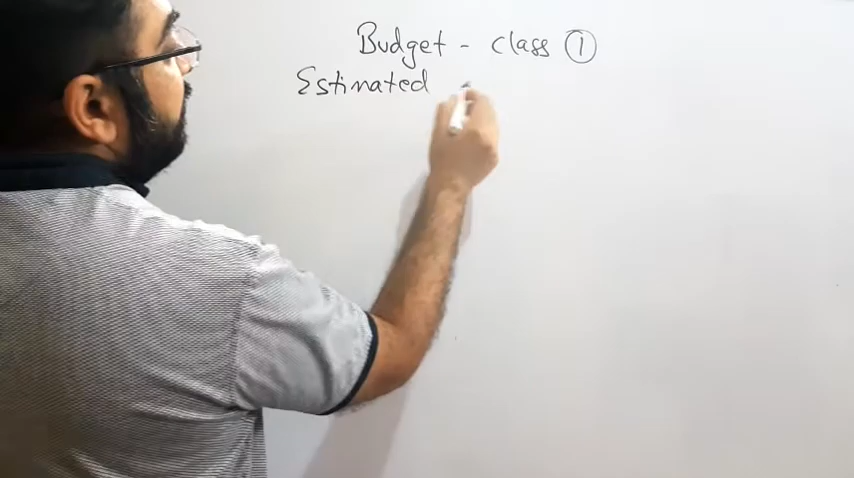 Budget - class ①
Estimated